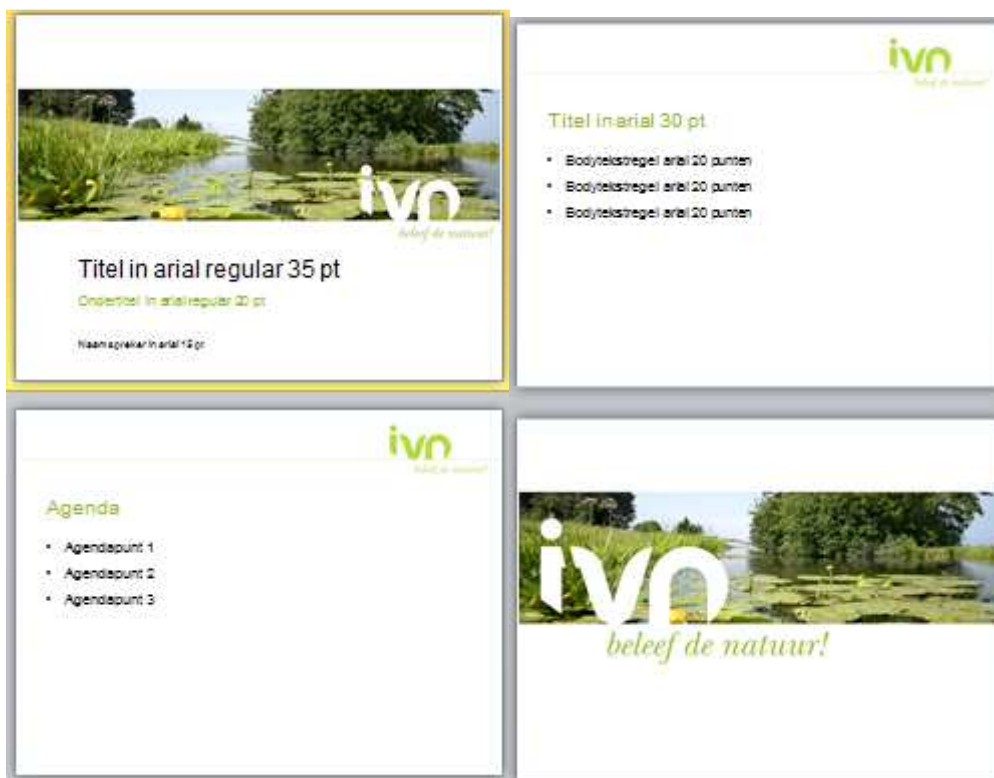 ivn
beleef de natuur!
Titel in arial regular 35 pt
Ondertitel in arial regular 20 pt
Naam spreker in arial 15 pt
ivn
beleef de natuur!
Titel in arial 30 pt
• Bodytekstregel arial 20 punten
• Bodytekstregel arial 20 punten
• Bodytekstregel arial 20 punten
ivn
beleef de natuur!
Agenda
• Agendapunt 1
• Agendapunt 2
• Agendapunt 3
ivn
beleef de natuur!